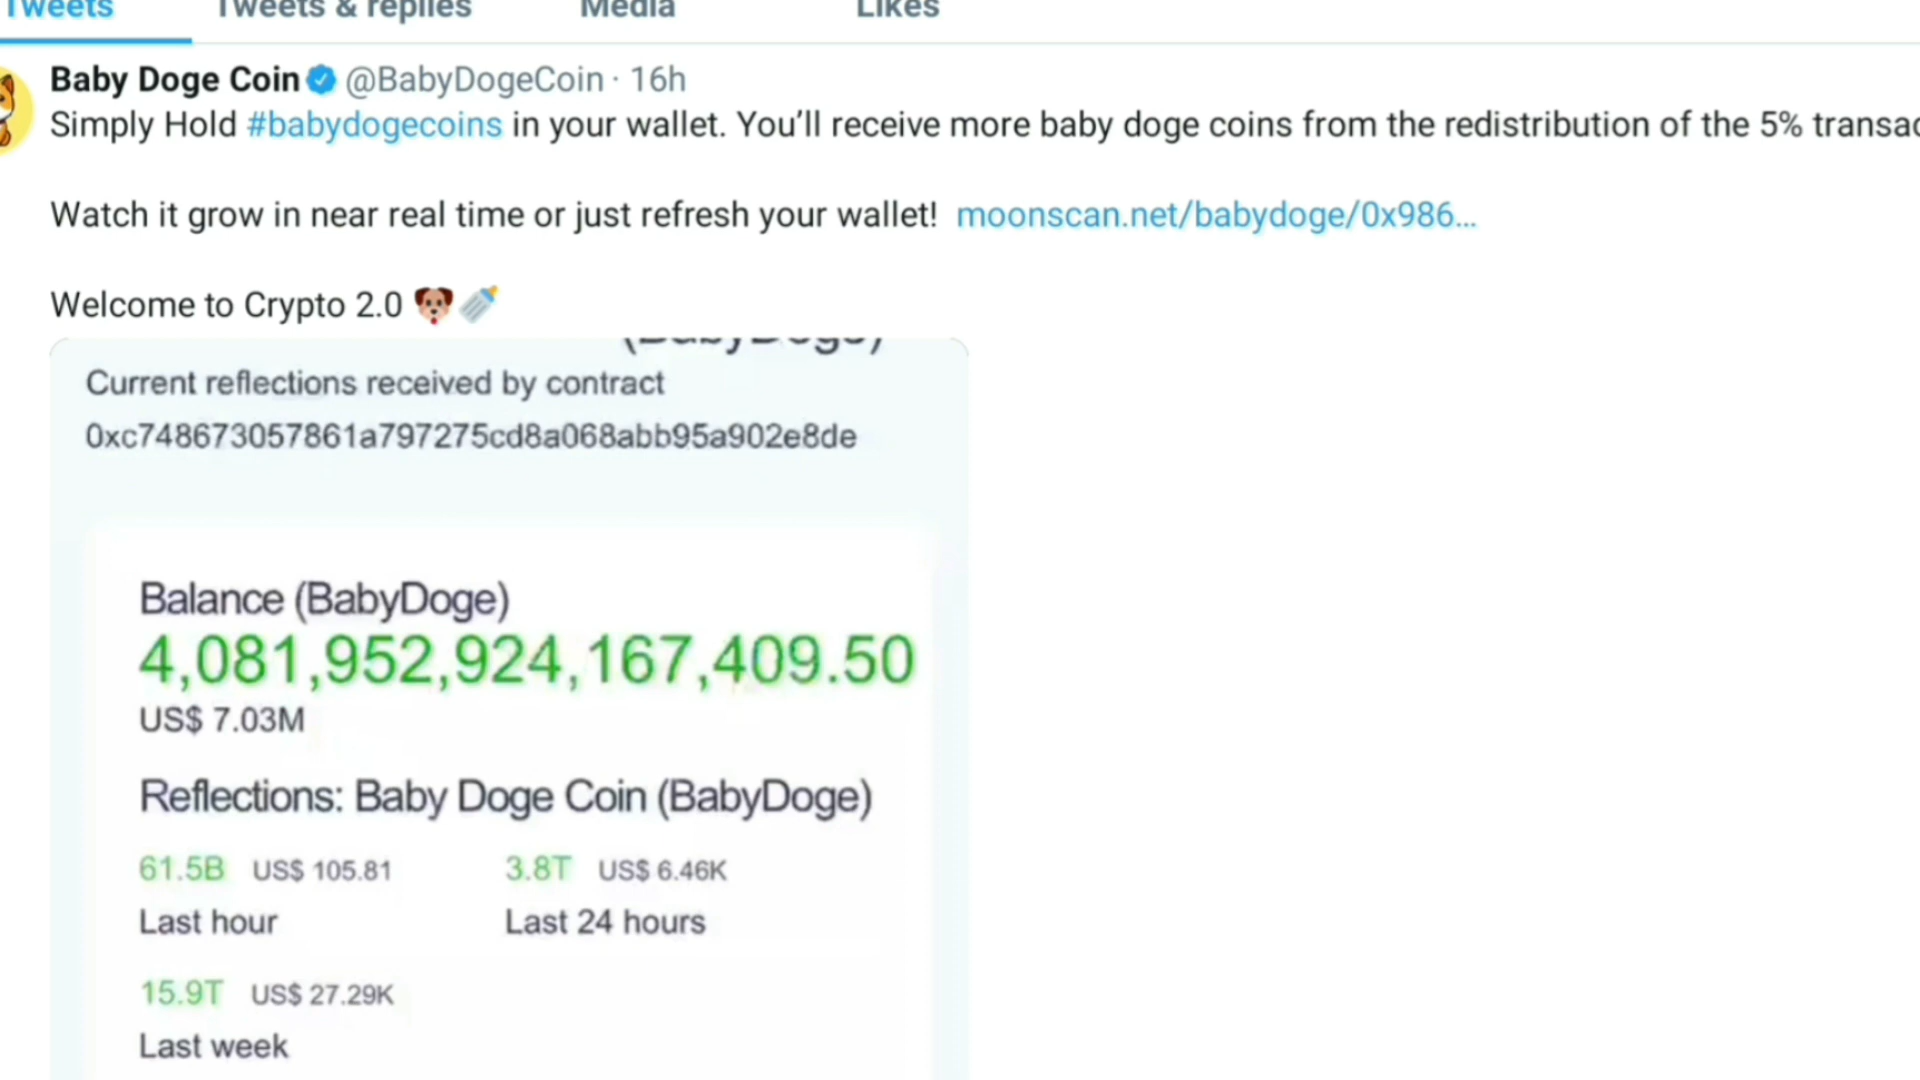 Tweets Tweets & replies Media Likes
Baby Doge Coin @BabyDogeCoin · 16h
Simply Hold #babydogecoins in your wallet. You'll receive more baby doge coins from the redistribution of the 5% transac
Watch it grow in near real time or just refresh your wallet! moonscan.net/babydoge/0x986...
Welcome to Crypto 2.0
(BabyDoge)
Current reflections received by contract
0xc748673057861a797275cd8a068abb95a902e8de
Balance (BabyDoge)
4,081,952,924,167,409.50
US$ 7.03M
Reflections: Baby Doge Coin (BabyDoge)
61.5B US$ 105.81 3.8T US$ 6.46K
Last hour Last 24 hours
15.9T US$ 27.29K
Last week